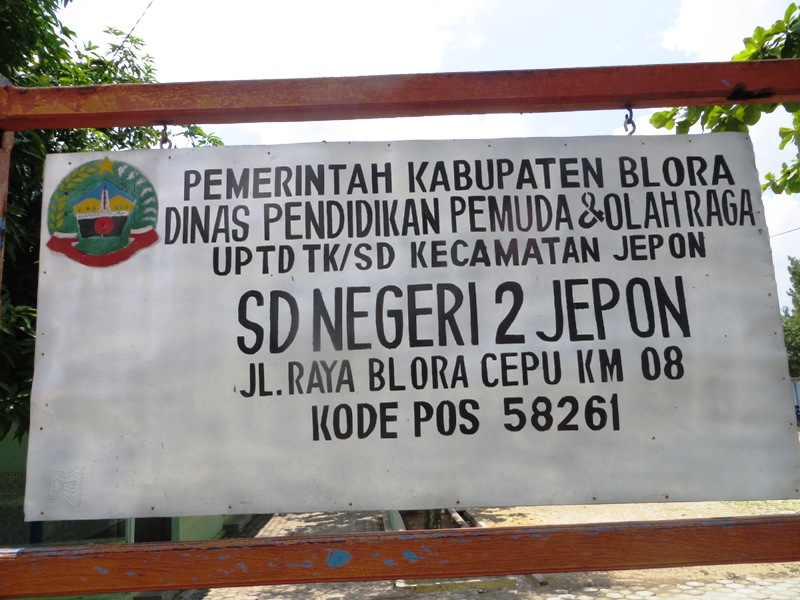 PEMERINTAH KABUPATEN BLORA
DINAS PENDIDIKAN PEMUDA & OLAH RAGA
UPTD TK/SD KECAMATAN JEPON
SD NEGERI 2 JEPON
JL. RAYA BLORA CEPU KM 08
KODE POS 58261